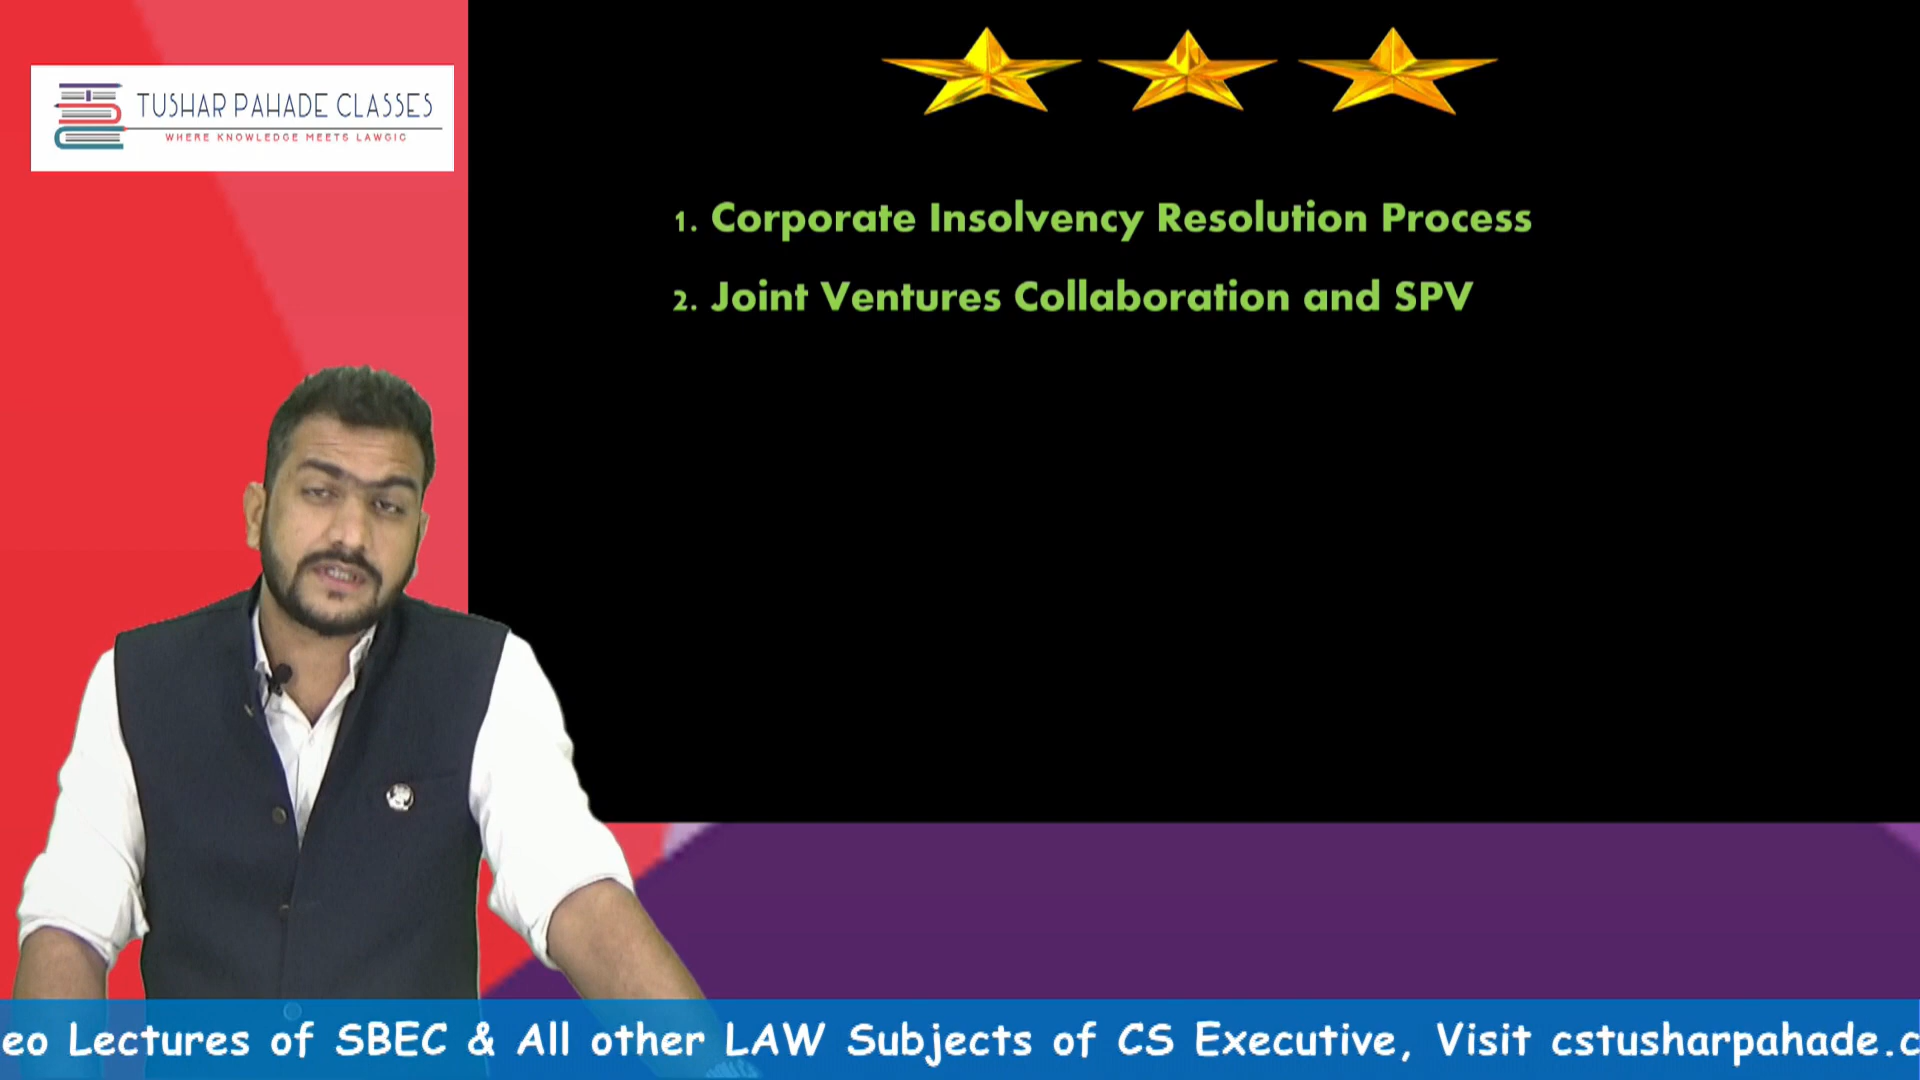 TUSHAR PAHADE CLASSES
WHERE KNOWLEDGE MEETS LAWGIC
1. Corporate Insolvency Resolution Process
2. Joint Ventures Collaboration and SPV
eo Lectures of SBEC & All other LAW Subjects of CS Executive, Visit cstusharpahade.c